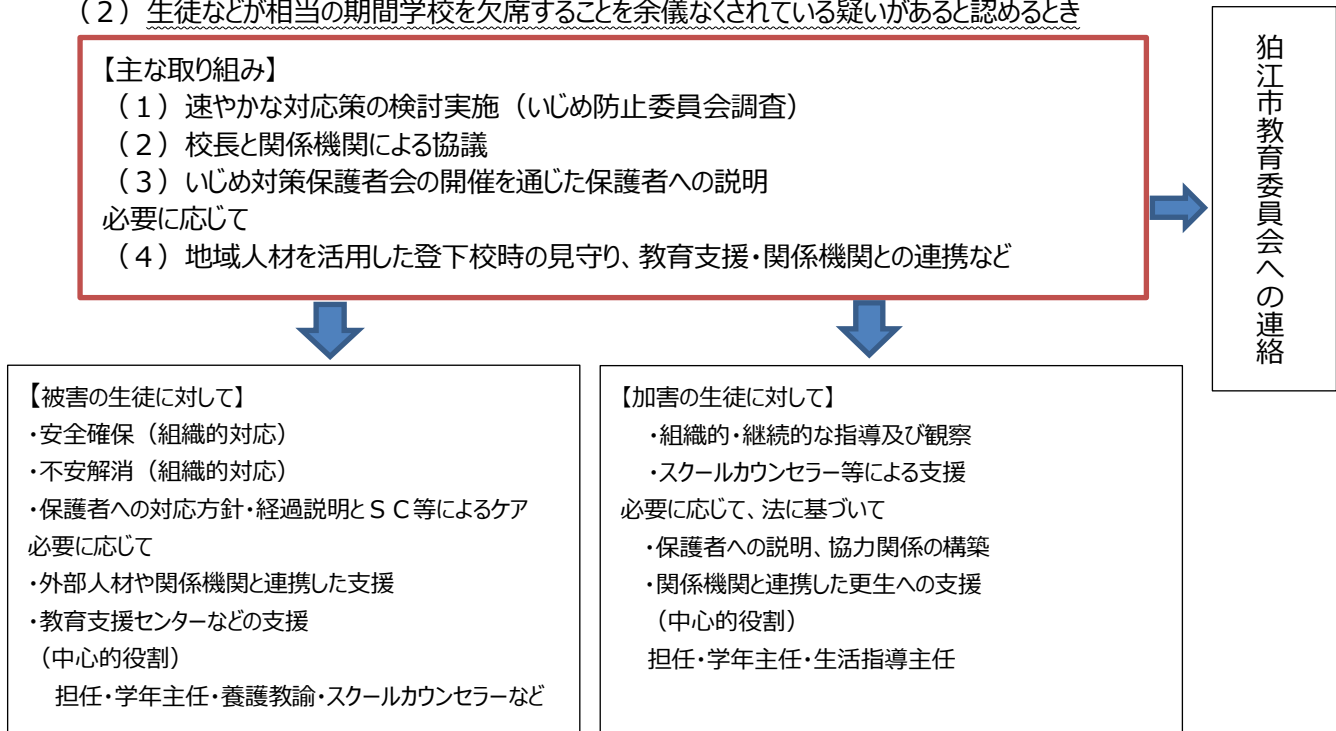 （２）生徒などが相当の期間学校を欠席することを余儀なくされている疑いがあると認めるとき
【主な取り組み】
（１）速やかな対応策の検討実施（いじめ防止委員会調査）
（２）校長と関係機関による協議
（３）いじめ対策保護者会の開催を通じた保護者への説明
必要に応じて
（４）地域人材を活用した登下校時の見守り、教育支援・関係機関との連携など
狛江市教育委員会への連絡
【被害の生徒に対して】
・安全確保（組織的対応）
・不安解消（組織的対応）
・保護者への対応方針・経過説明とＳＣ等によるケア
必要に応じて
・外部人材や関係機関と連携した支援
・教育支援センターなどの支援
（中心的役割）
担任・学年主任・養護教諭・スクールカウンセラーなど
【加害の生徒に対して】
・組織的・継続的な指導及び観察
・スクールカウンセラー等による支援
必要に応じて、法に基づいて
・保護者への説明、協力関係の構築
・関係機関と連携した更生への支援
（中心的役割）
担任・学年主任・生活指導主任